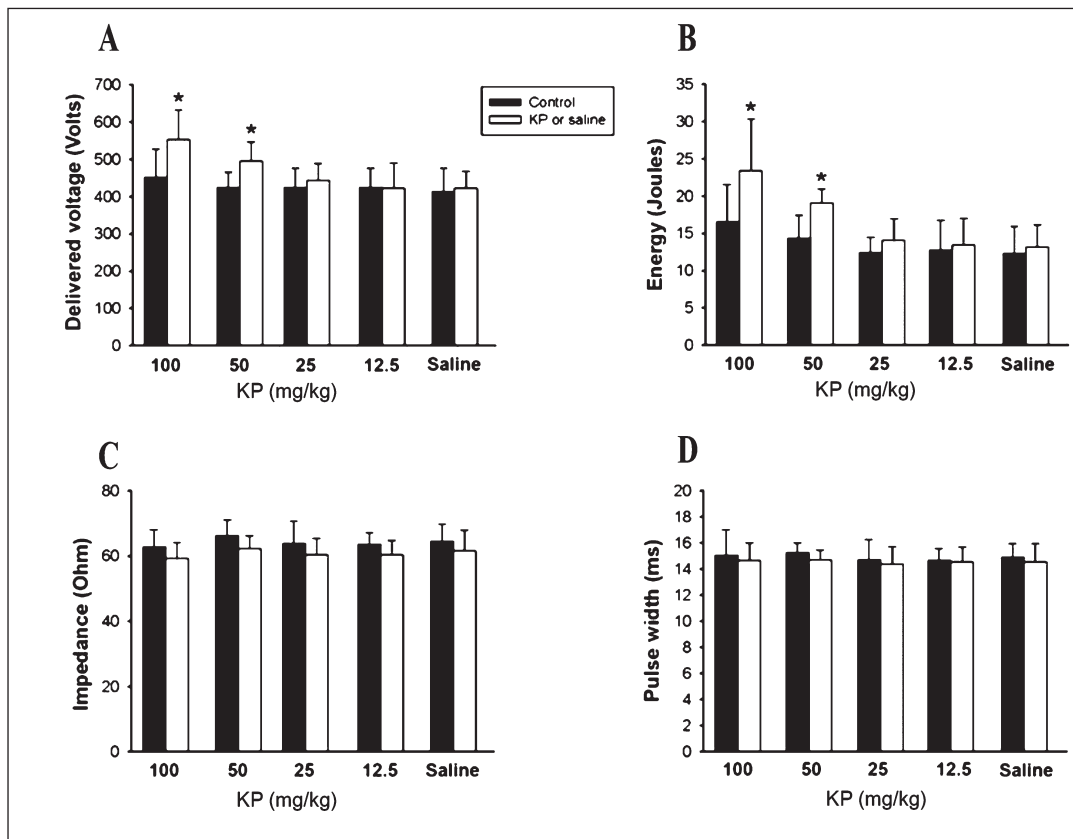 A
Delivered voltage (Volts)
700
600
500
400
300
200
100
0
*
*
100 50 25 12.5 Saline
KP (mg/kg)
Control
KP or saline
B
Energy (Joules)
35
30
25
20
15
10
5
0
*
*
100 50 25 12.5 Saline
KP (mg/kg)
C
Impedance (Ohm)
80
60
40
20
0
100 50 25 12.5 Saline
KP (mg/kg)
D
Pulse width (ms)
20
18
16
14
12
10
8
6
4
2
0
100 50 25 12.5 Saline
KP (mg/kg)